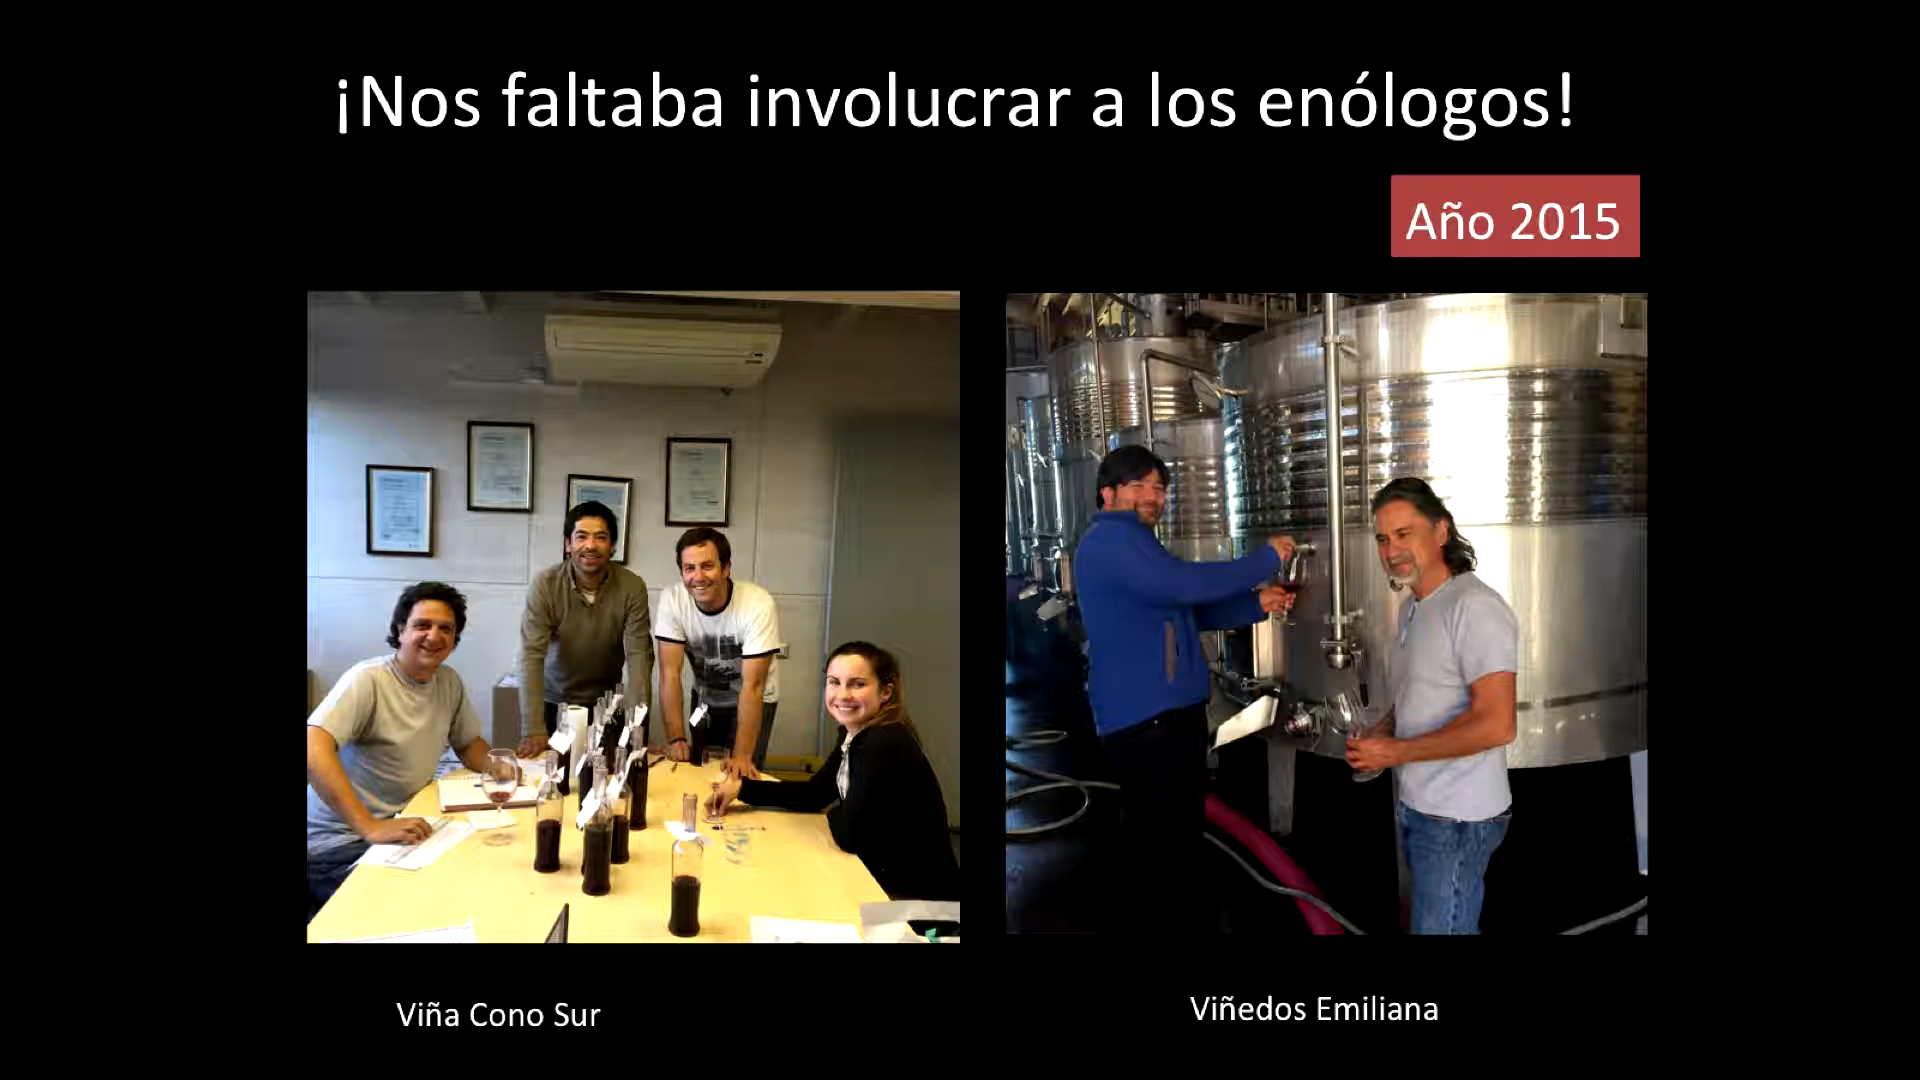 ¡Nos faltaba involucrar a los enólogos!
Año 2015
Viña Cono Sur
Viñedos Emiliana